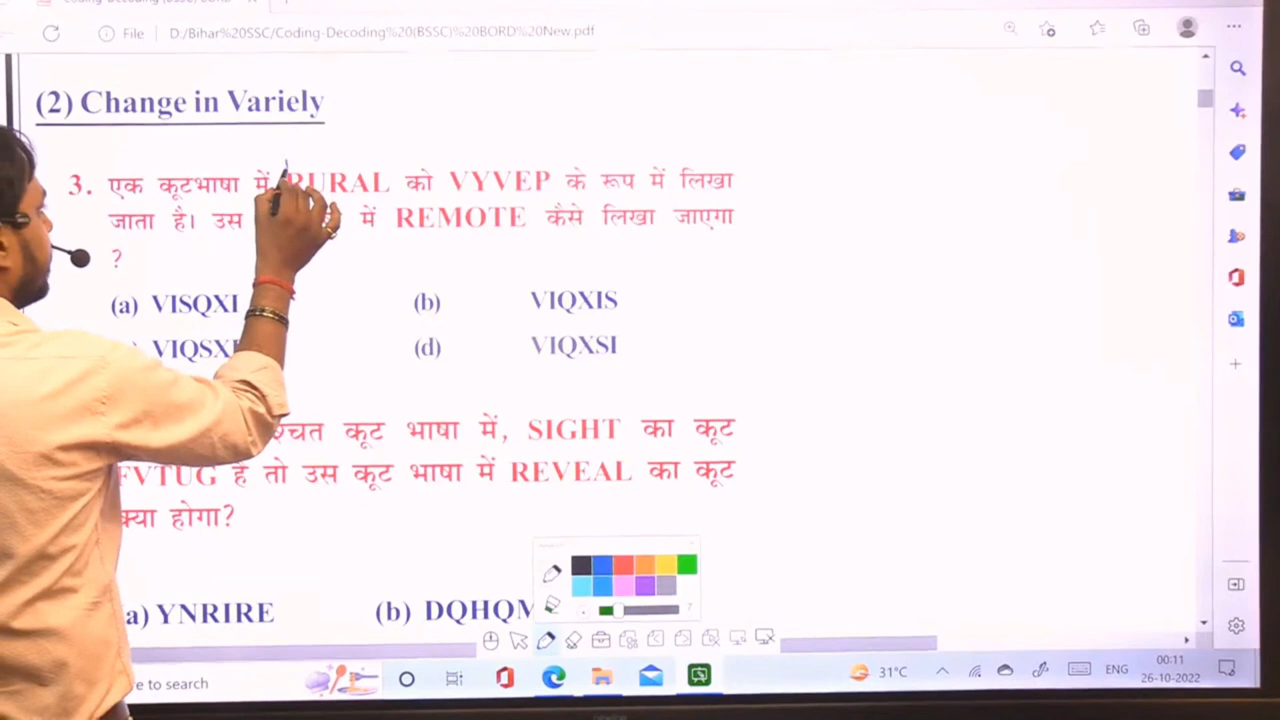 File D:/Bihar%20SSC/Coding-Decoding%20(BSSC)%20BORD%20New.pdf
(2) Change in Variely
3. एक कूटभाषा में RURAL को VYVEP के रूप में लिखा
जाता है। उस में REMOTE कैसे लिखा जाएगा
?
(a) VISQXI (b) VIQXIS
VIQSX (d) VIQXSI
कूट भाषा में, SIGHT का कूट
FVTUG है तो उस कूट भाषा में REVEAL का कूट
क्या होगा?
a) YNRIRE (b) DQHQM
7
e to search
31°C
ENG
00:11
26-10-2022